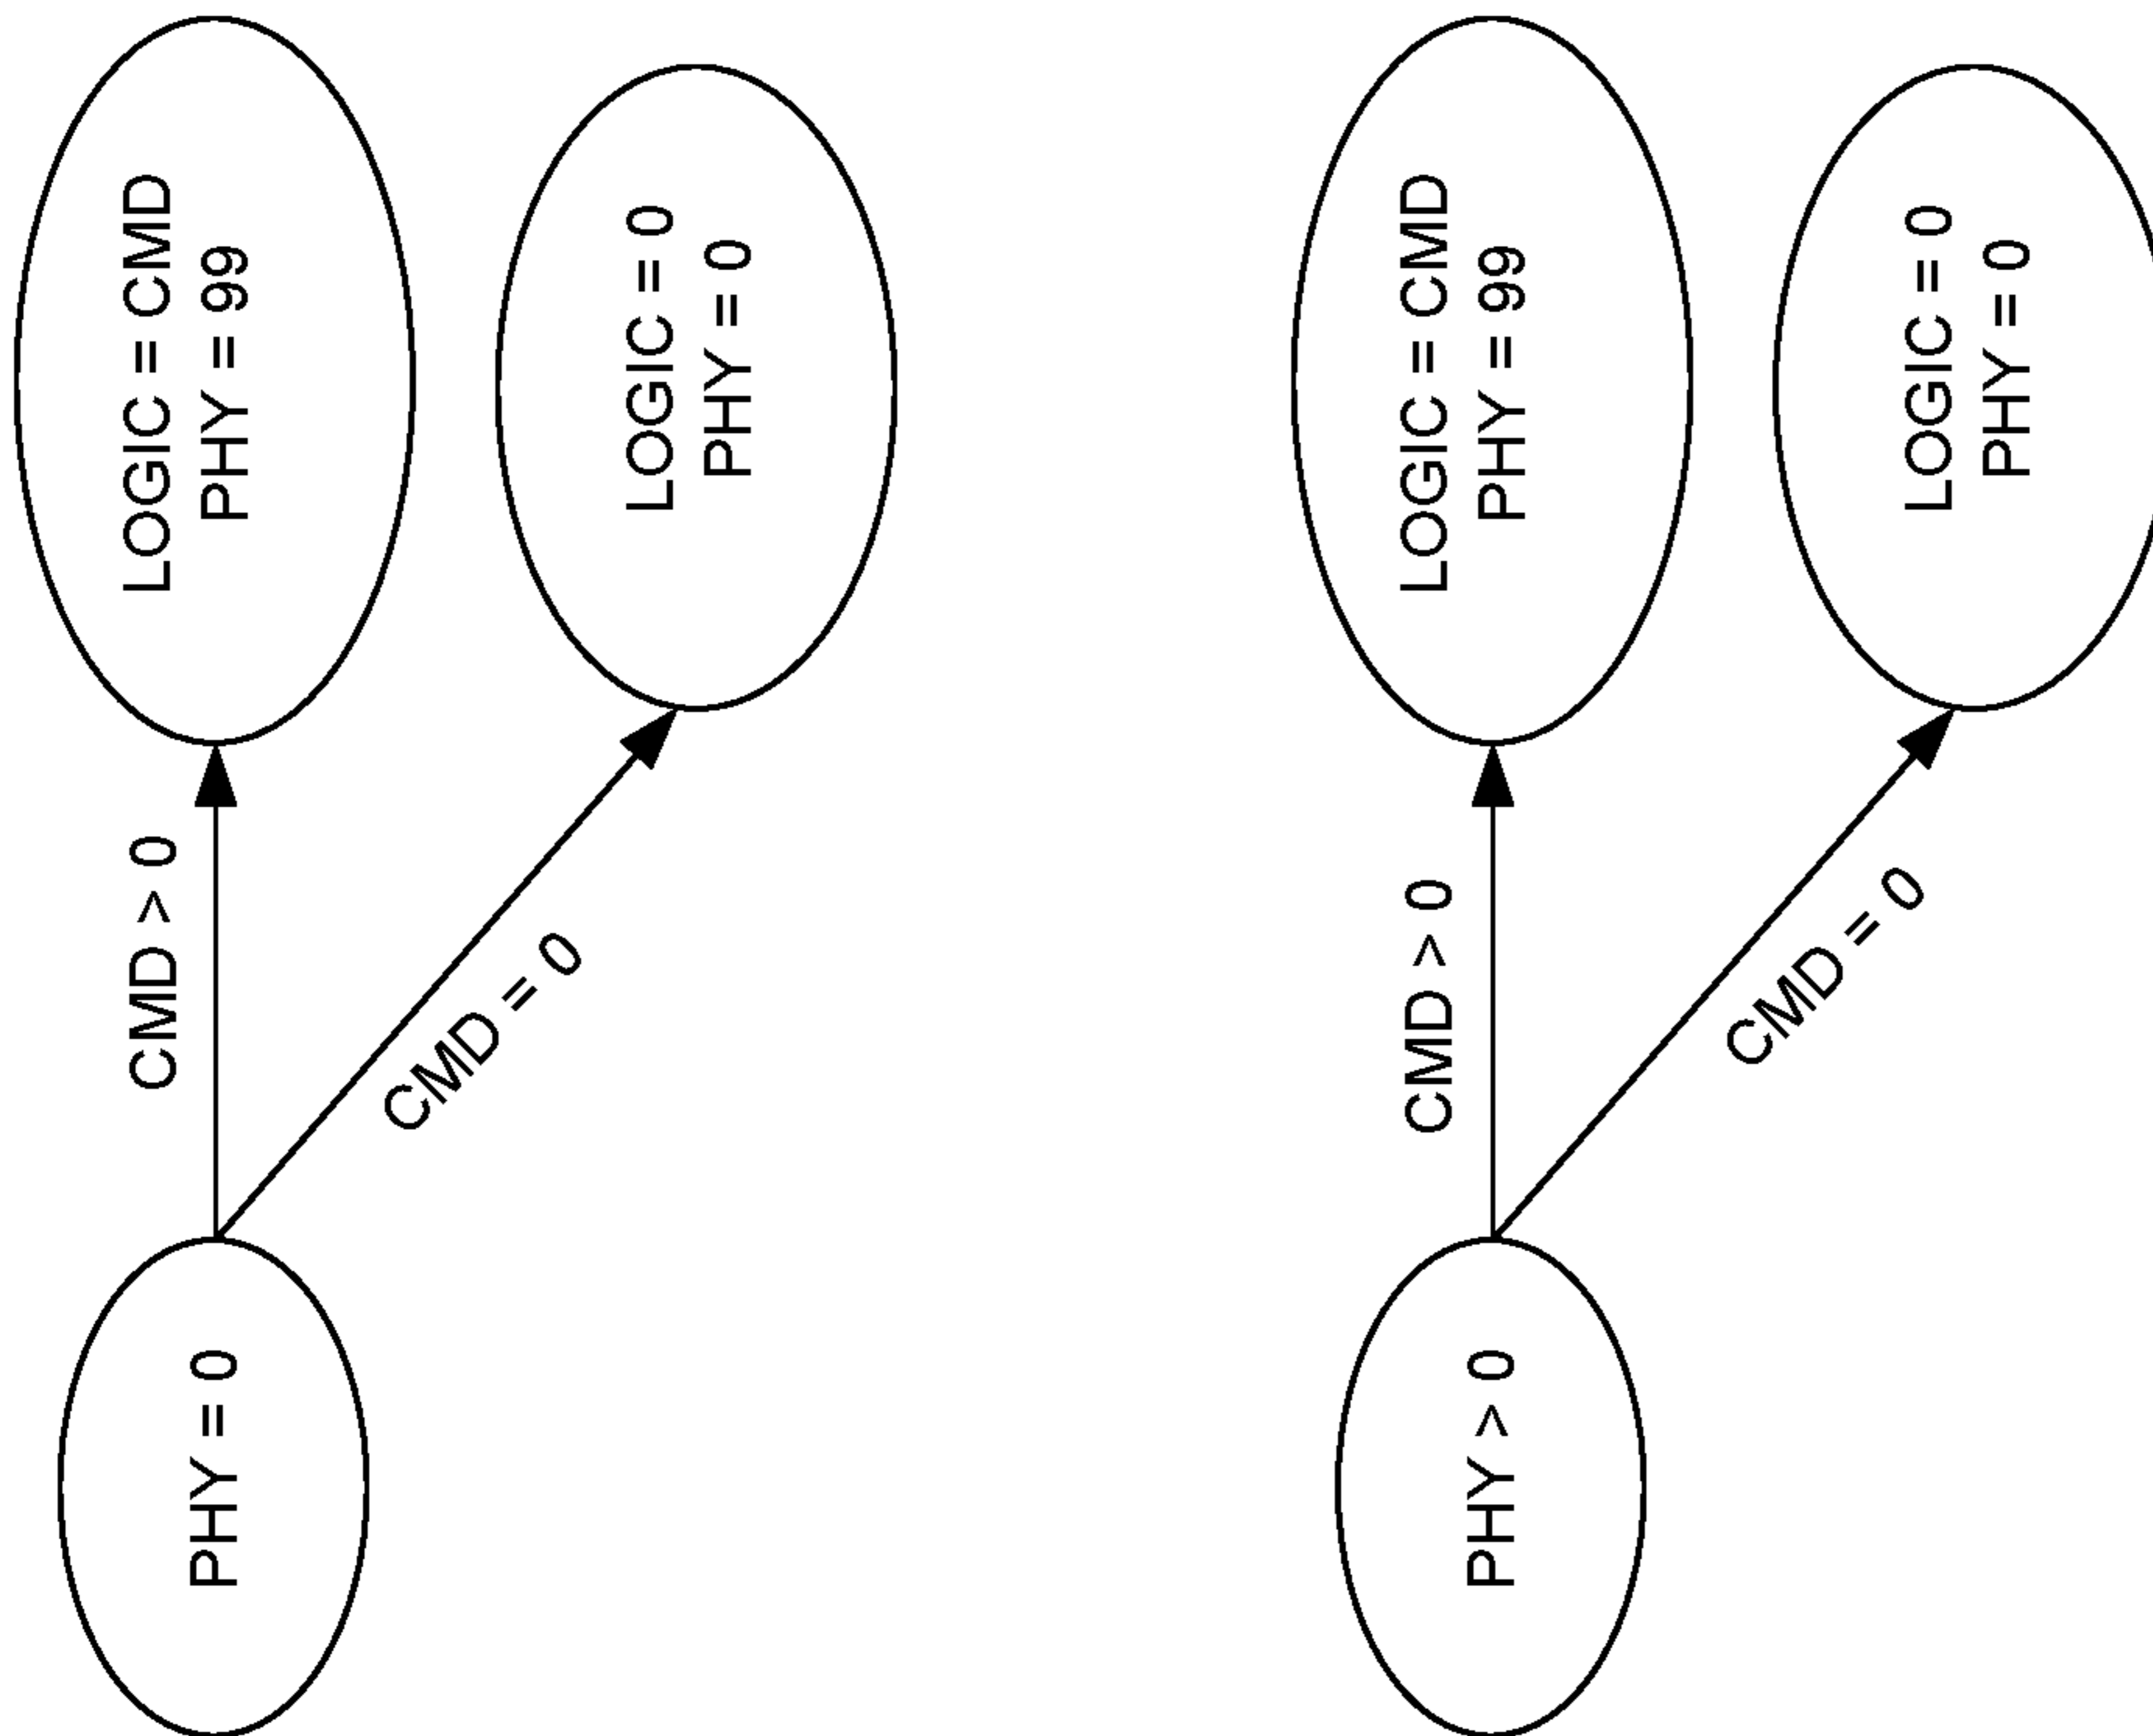 PHY = 0
CMD > 0
LOGIC = CMD
PHY = 99
CMD = 0
LOGIC = 0
PHY = 0
PHY > 0
CMD > 0
LOGIC = CMD
PHY = 99
CMD = 0
LOGIC = 0
PHY = 0